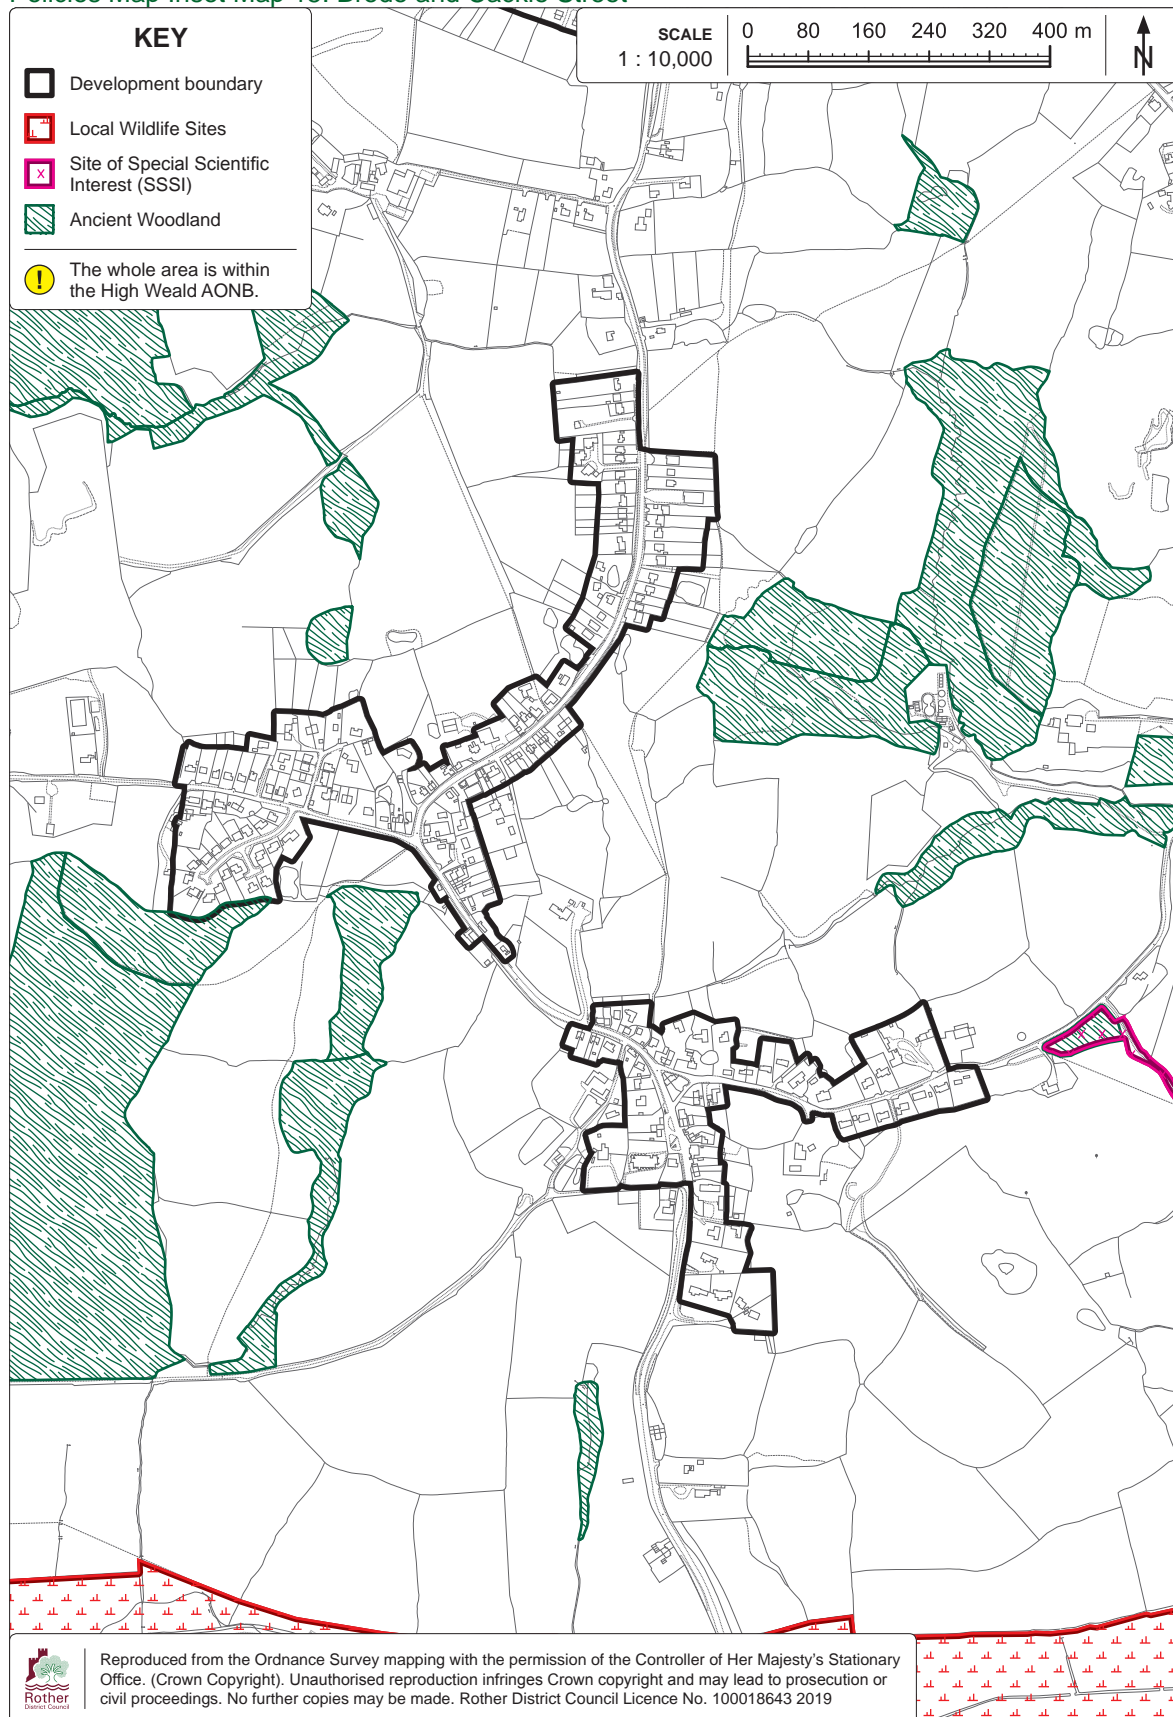 KEY
Development boundary
Local Wildlife Sites
Site of Special Scientific
Interest (SSSI)
Ancient Woodland
! The whole area is within
the High Weald AONB.
SCALE
1 : 10,000
0 80 160 240 320 400 m
N
Reproduced from the Ordnance Survey mapping with the permission of the Controller of Her Majesty's Stationary
Office. (Crown Copyright). Unauthorised reproduction infringes Crown copyright and may lead to prosecution or
civil proceedings. No further copies may be made. Rother District Council Licence No. 100018643 2019
Rother
District Council